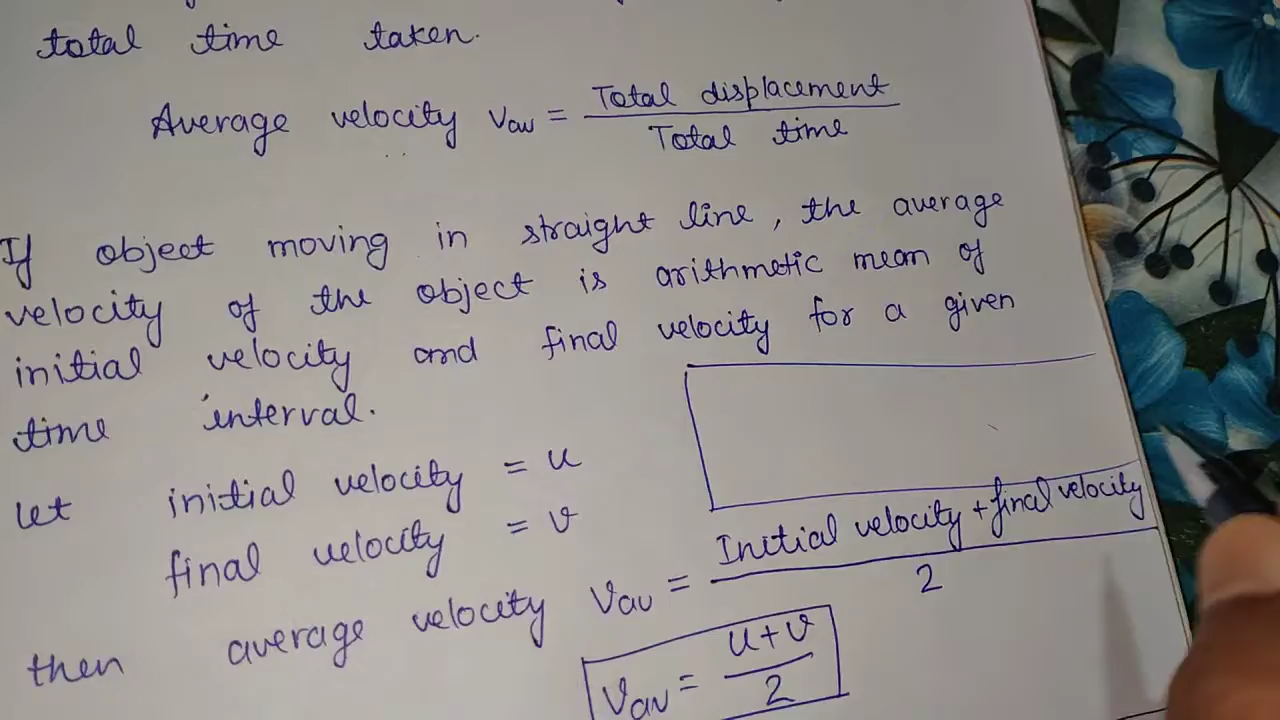 total time taken.
Average velocity Vav = Total displacement / Total time
If object moving in straight line, the average
velocity of the object is arithmetic mean of
initial velocity and final velocity for a given
time interval.
Let initial velocity = u
final velocity = v
then average velocity Vav = Initial velocity + final velocity / 2
Vav = u+v / 2